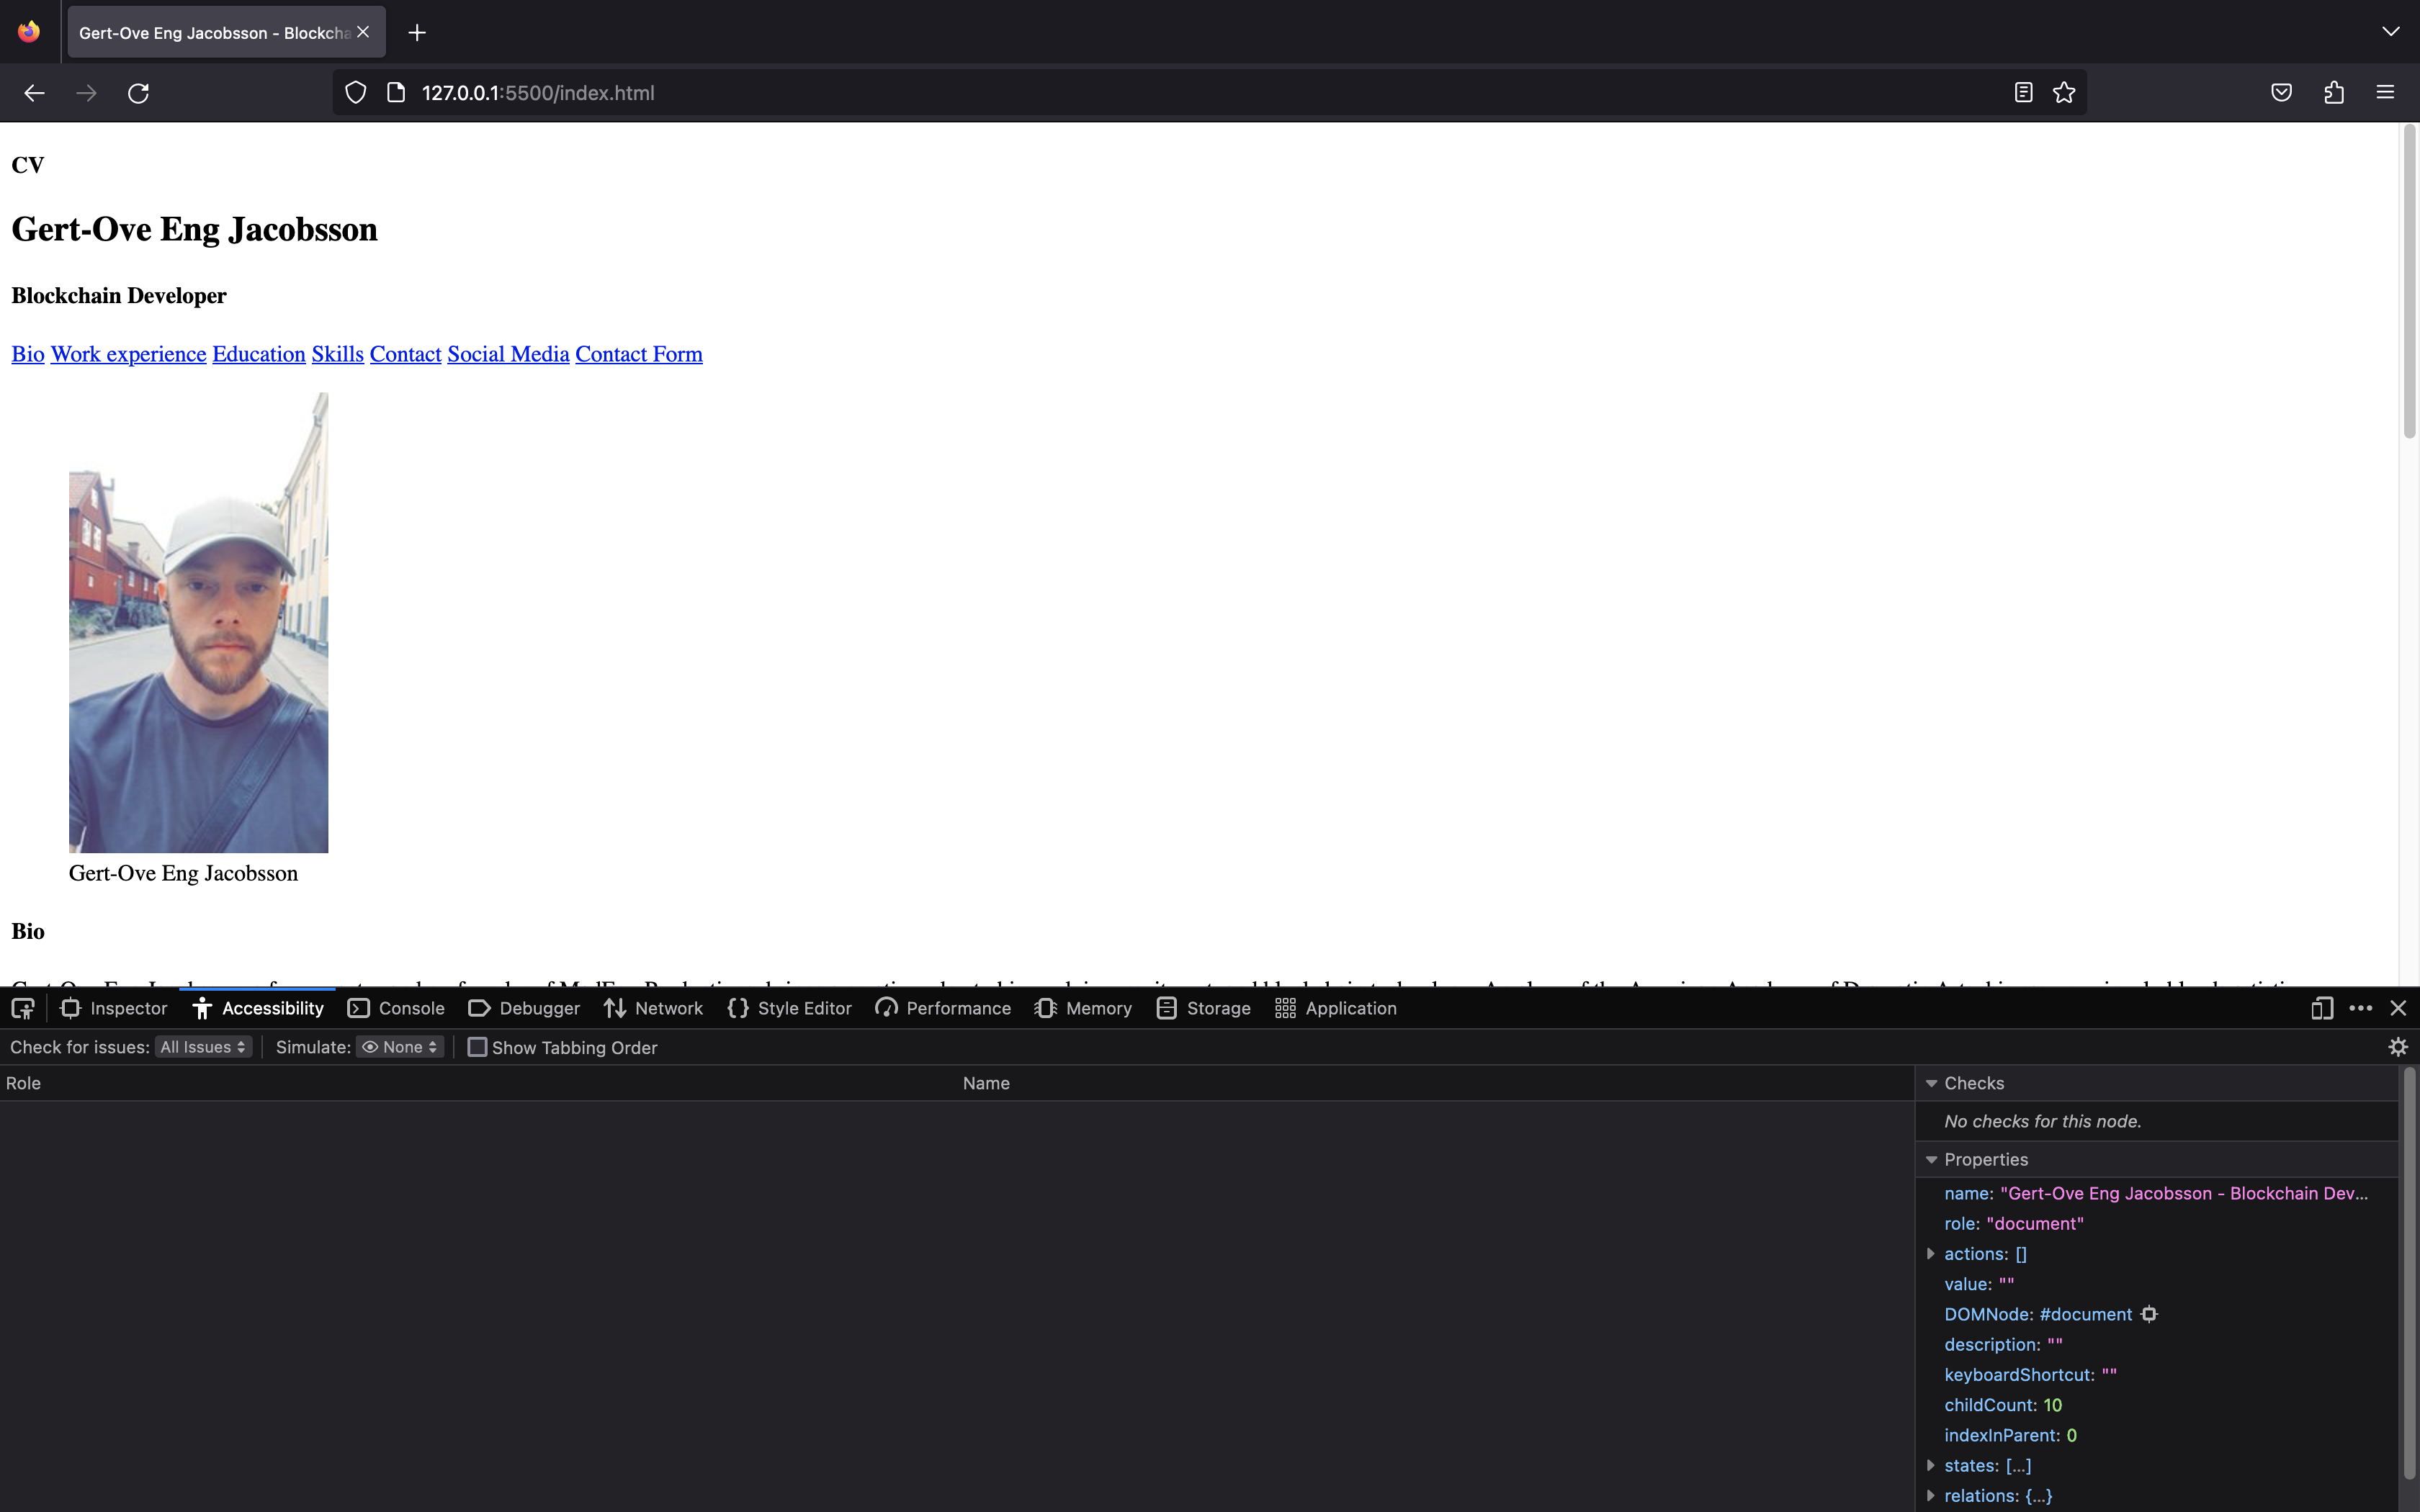 Gert-Ove Eng Jacobsson - Blockcha
127.0.0.1:5500/index.html
CV
Gert-Ove Eng Jacobsson
Blockchain Developer
Bio Work experience Education Skills Contact Social Media Contact Form
Gert-Ove Eng Jacobsson
Bio
Inspector Accessibility Console Debugger Network Style Editor Performance Memory Storage Application
Check for issues: All Issues Simulate: None Show Tabbing Order
Role Name Checks
No checks for this node.
Properties
name: "Gert-Ove Eng Jacobsson - Blockchain Dev...
role: "document"
actions: []
value: ""
DOMNode: #document
description: ""
keyboardShortcut: ""
childCount: 10
indexInParent: 0
states: [...]
relations: {...}